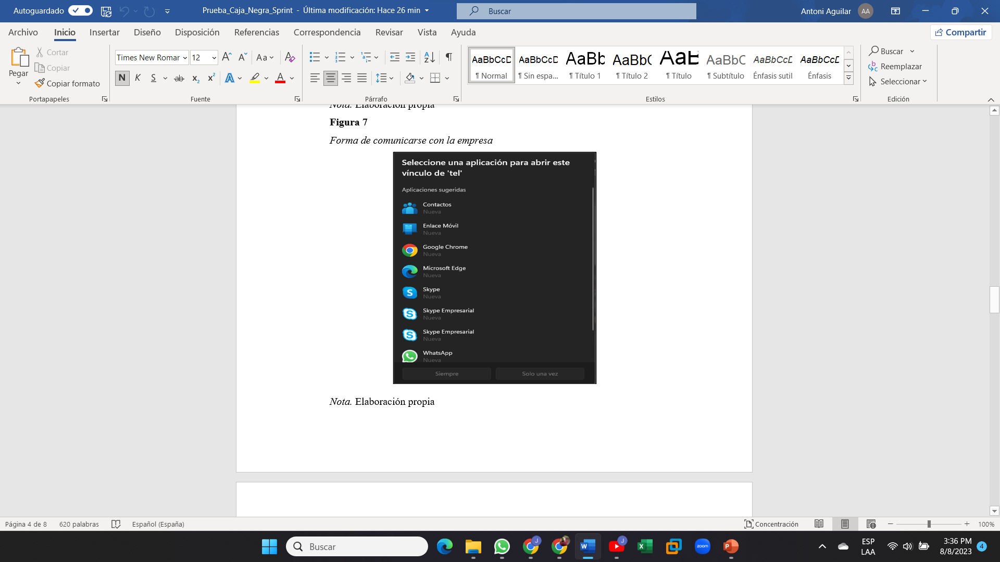 Autoguardado
Prueba_Caja_Negra_Sprint - Última modificación: Hace 26 min
Buscar
Antoni Aguilar
AA
Archivo Inicio Insertar Diseño Disposición Referencias Correspondencia Revisar Vista Ayuda
Compartir
Pegar
Cortar
Copiar
Copiar formato
Portapapeles
Times New Romar 12
Aa
N K S ab x₂ x² A A
Fuente
Párrafo
AaBbCcD AaBbCcD AaBb AaBbC AaB AaBbC AaBbCcD AaBbCcD
¶ Normal ¶ Sin espa... ¶ Título 1 ¶ Título 2 ¶ Título ¶ Subtítulo Énfasis sutil Énfasis
Estilos
Buscar
Reemplazar
Seleccionar
Edición
Nota. Elaboración propia
Figura 7
Forma de comunicarse con la empresa
Seleccione una aplicación para abrir este
vínculo de 'tel'
Aplicaciones sugeridas
Contactos
Nueva
Enlace Móvil
Nueva
Google Chrome
Nueva
Microsoft Edge
Nueva
Skype
Nueva
Skype Empresarial
Nueva
Skype Empresarial
Nueva
WhatsApp
Nueva
Siempre Solo una vez
Nota. Elaboración propia
Página 4 de 8 620 palabras Español (España)
Concentración
100%
Buscar
J
W
J
zoom
P
ESP
LAA
3:36 PM
8/8/2023
4